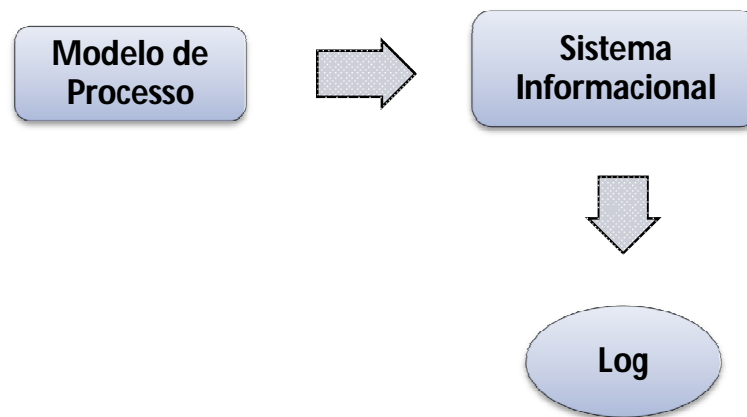 Modelo de
Processo
Sistema
Informacional
Log